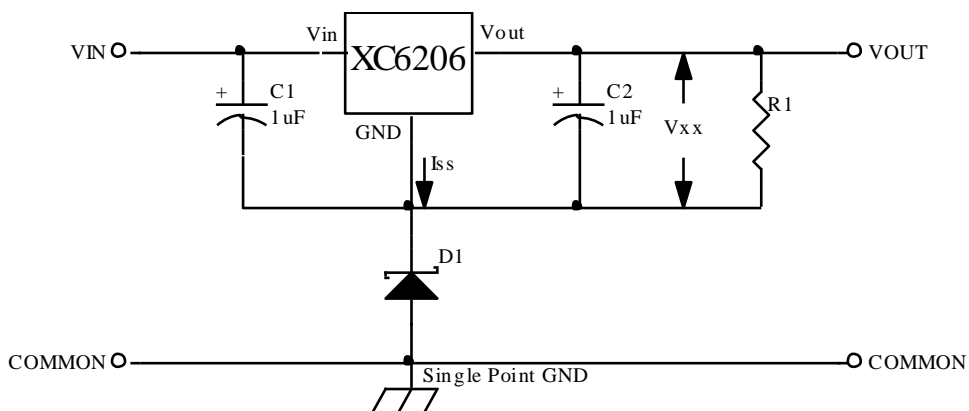 VIN
Vin
XC6206
Vout
VOUT
+
C1
1uF
GND
Iss
+
C2
1uF
Vxx
R1
D1
COMMON
Single Point GND
COMMON